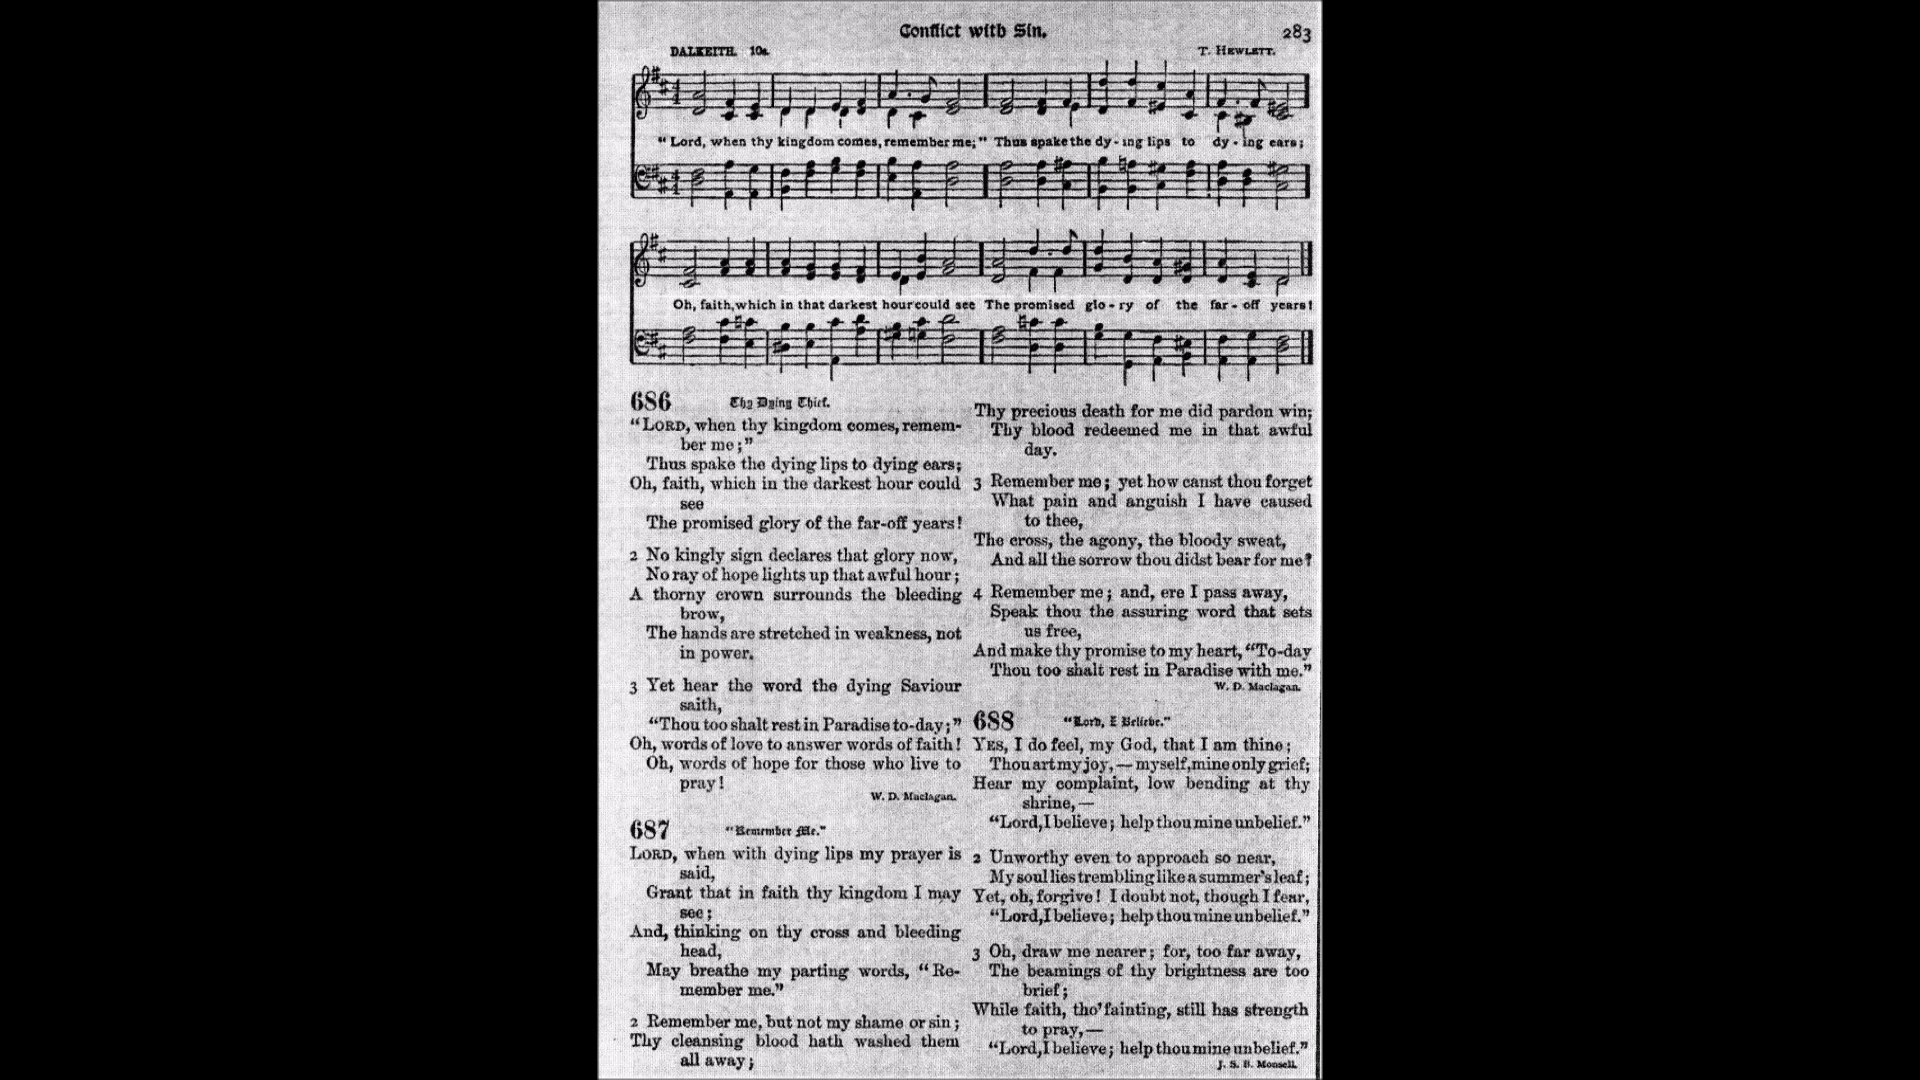 Conflict with Sin.
283
DALKEITH. 10s.
T. HEWLETT.
"Lord, when thy kingdom comes, remember me;" Thus spake the dy - ing lips to dy - ing ears;
Oh, faith, which in that darkest hour could see The promised glo - ry of the far - off years!
686 The Dying Thief.
"LORD, when thy kingdom comes, remem-
ber me;"
Thus spake the dying lips to dying ears;
Oh, faith, which in the darkest hour could
see
The promised glory of the far-off years!
2 No kingly sign declares that glory now,
No ray of hope lights up that awful hour;
A thorny crown surrounds the bleeding
brow,
The hands are stretched in weakness, not
in power.
3 Yet hear the word the dying Saviour
saith,
"Thou too shalt rest in Paradise to-day;"
Oh, words of love to answer words of faith!
Oh, words of hope for those who live to
pray!
W. D. Maclagan.
687 "Remember Me."
LORD, when with dying lips my prayer is
said,
Grant that in faith thy kingdom I may
see;
And, thinking on thy cross and bleeding
head,
May breathe my parting words, "Re-
member me."
2 Remember me, but not my shame or sin;
Thy cleansing blood hath washed them
all away;
Thy precious death for me did pardon win;
Thy blood redeemed me in that awful
day.
3 Remember me; yet how canst thou forget
What pain and anguish I have caused
to thee,
The cross, the agony, the bloody sweat,
And all the sorrow thou didst bear for me?
4 Remember me; and, ere I pass away,
Speak thou the assuring word that sets
us free,
And make thy promise to my heart, "To-day
Thou too shalt rest in Paradise with me."
W. D. Maclagan.
688 "Lord, I Believe."
YES, I do feel, my God, that I am thine;
Thou art my joy, — myself, mine only grief;
Hear my complaint, low bending at thy
shrine, —
"Lord, I believe; help thou mine unbelief."
2 Unworthy even to approach so near,
My soul lies trembling like a summer's leaf;
Yet, oh, forgive! I doubt not, though I fear,
"Lord, I believe; help thou mine unbelief."
3 Oh, draw me nearer; for, too far away,
The beamings of thy brightness are too
brief;
While faith, tho' fainting, still has strength
to pray, —
"Lord, I believe; help thou mine unbelief."
J. S. B. Monsell.